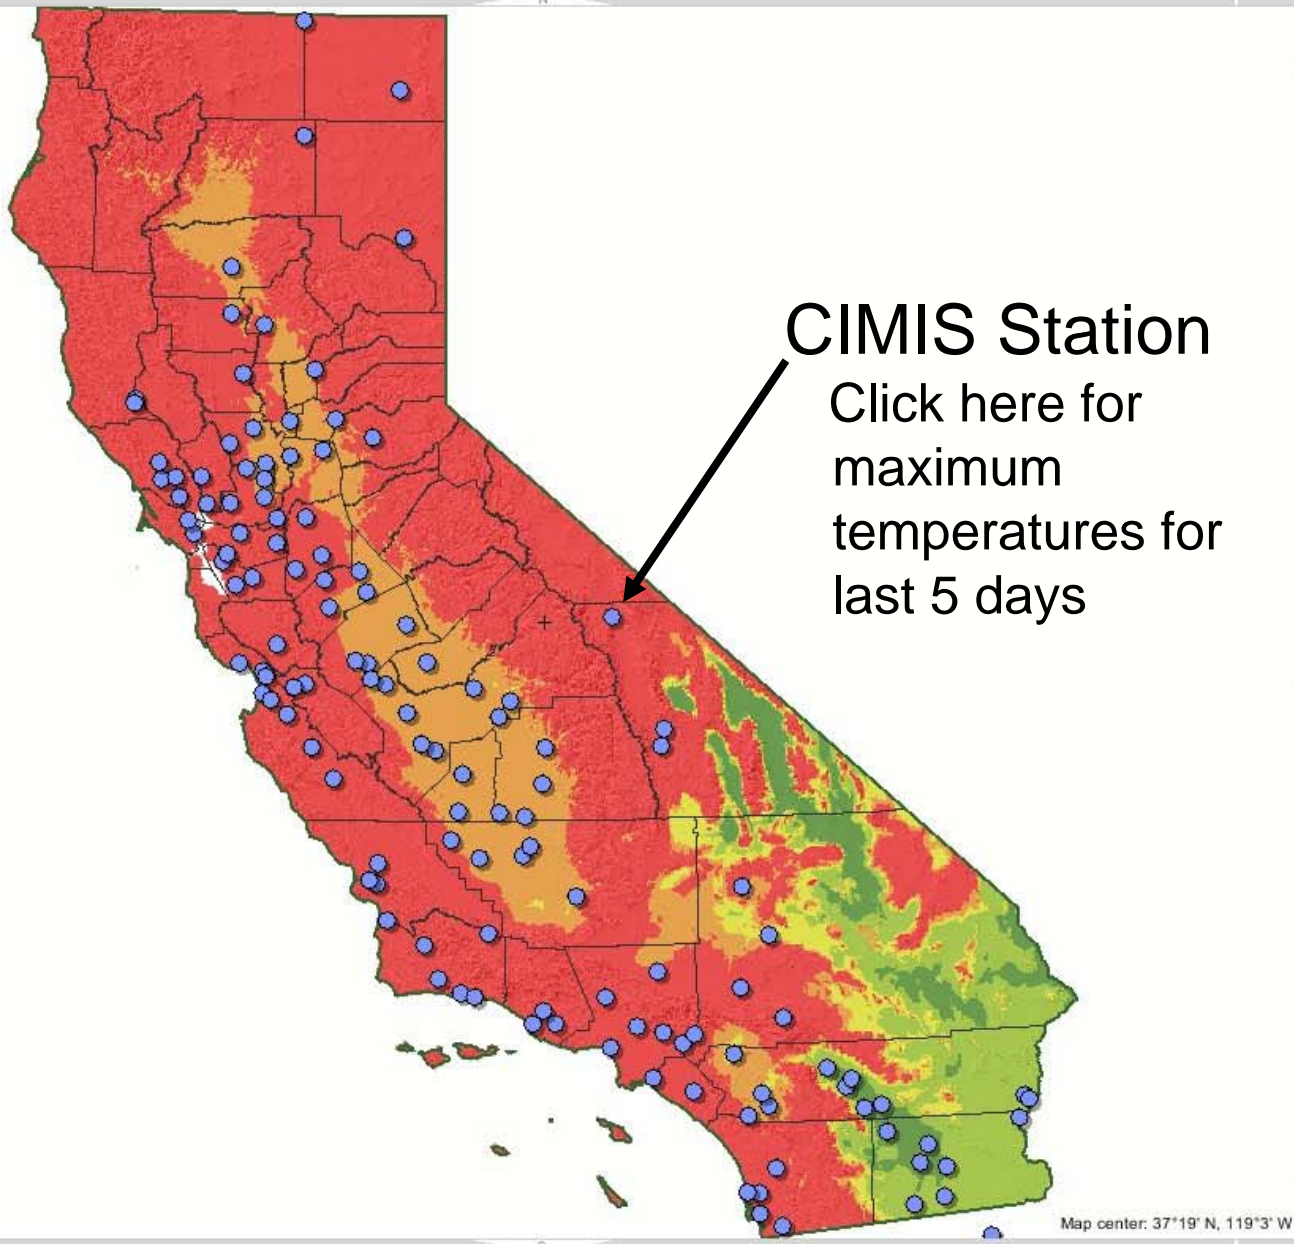 N
CIMIS Station
Click here for
maximum
temperatures for
last 5 days
Map center: 37°19' N, 119°3' W